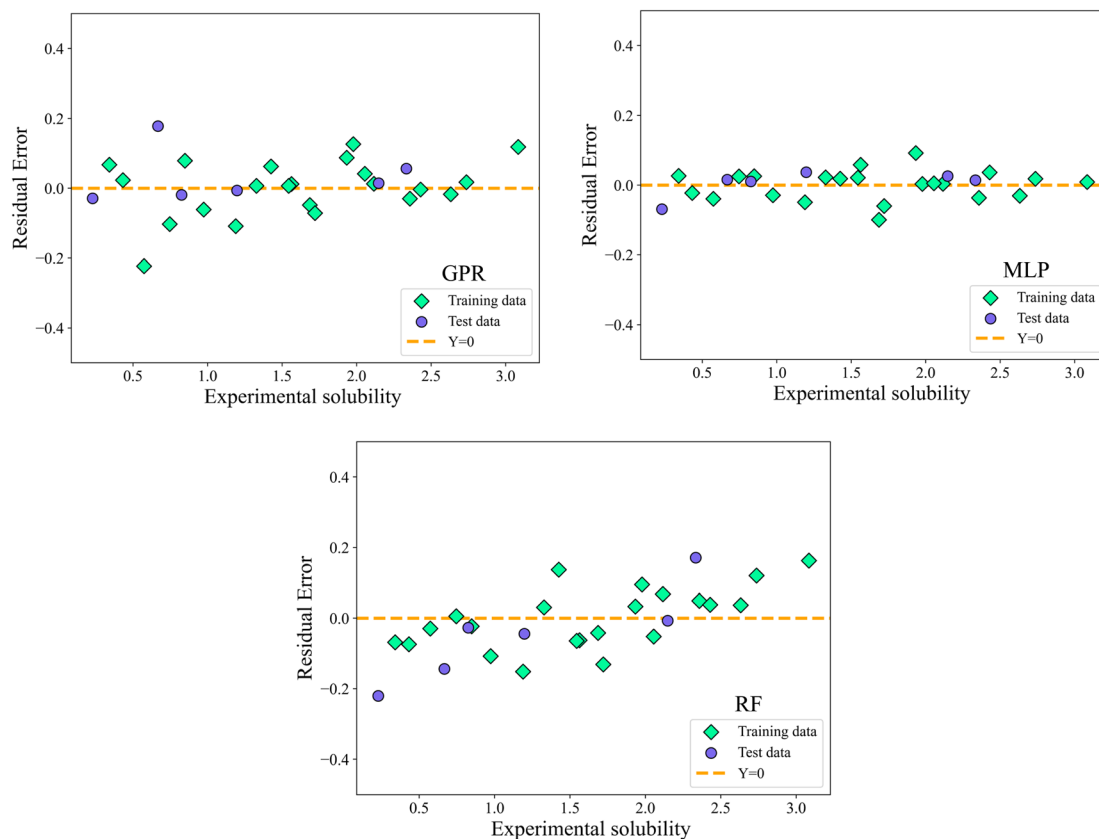 0.4
0.2
0.0
−0.2
−0.4
Residual Error
0.5 1.0 1.5 2.0 2.5 3.0
Experimental solubility
GPR
Training data
Test data
Y=0
0.4
0.2
0.0
−0.2
−0.4
Residual Error
0.5 1.0 1.5 2.0 2.5 3.0
Experimental solubility
MLP
Training data
Test data
Y=0
0.4
0.2
0.0
−0.2
−0.4
Residual Error
0.5 1.0 1.5 2.0 2.5 3.0
Experimental solubility
RF
Training data
Test data
Y=0